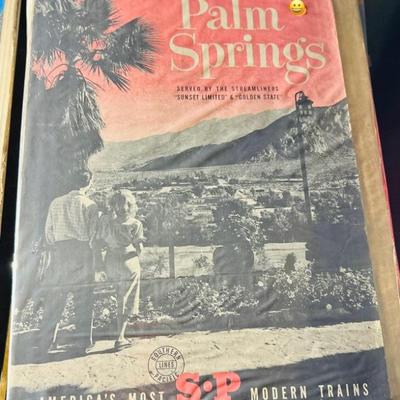 Palm
Springs
SERVED BY THE STREAMLINERS
"SUNSET LIMITED" & "GOLDEN STATE"
SOUTHERN
LINES
PACIFIC
AMERICA'S MOST S·P MODERN TRAINS